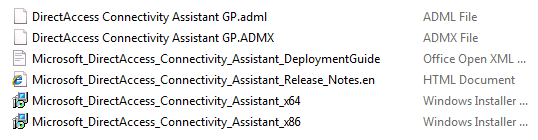 DirectAccess Connectivity Assistant GP.adml ADML File
DirectAccess Connectivity Assistant GP.ADMX ADMX File
Microsoft_DirectAccess_Connectivity_Assistant_DeploymentGuide Office Open XML ...
Microsoft_DirectAccess_Connectivity_Assistant_Release_Notes.en HTML Document
Microsoft_DirectAccess_Connectivity_Assistant_x64 Windows Installer ...
Microsoft_DirectAccess_Connectivity_Assistant_x86 Windows Installer ...